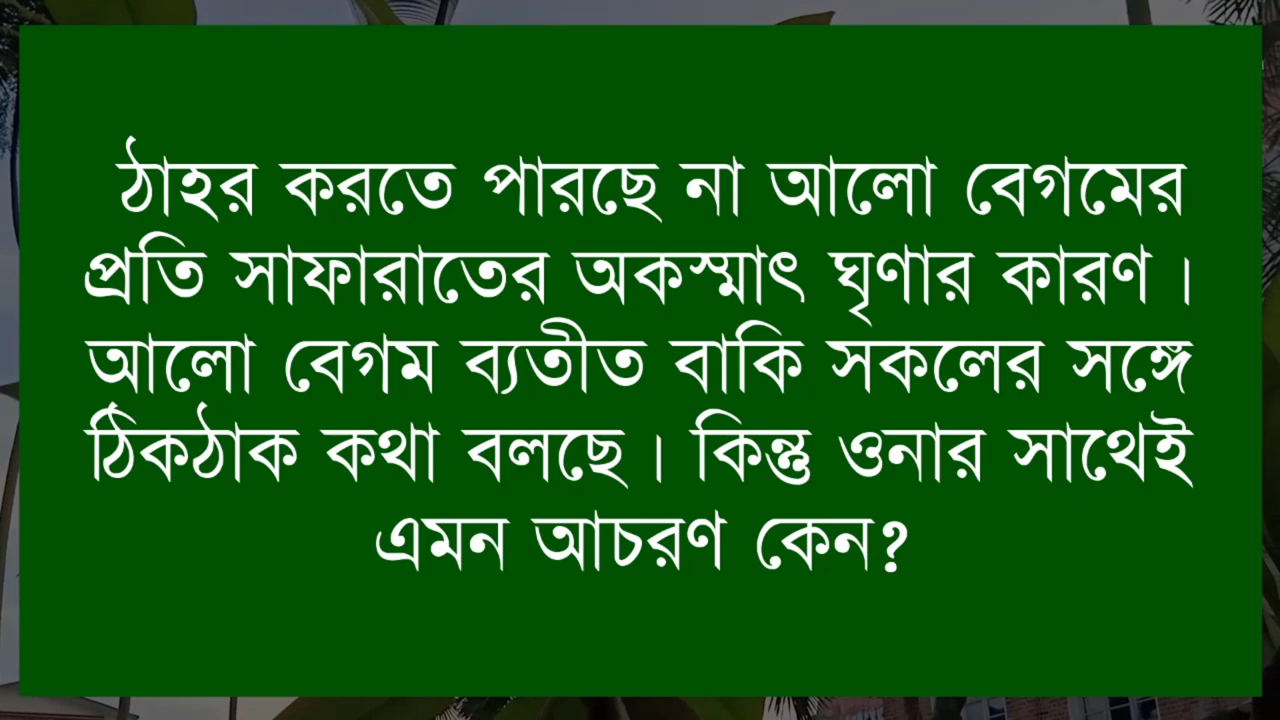 ঠাহর করতে পারছে না আলো বেগমের
প্রতি সাফারাতের অকস্মাৎ ঘৃণার কারণ।
আলো বেগম ব্যতীত বাকি সকলের সঙ্গে
ঠিকঠাক কথা বলছে। কিন্তু ওনার সাথেই
এমন আচরণ কেন?